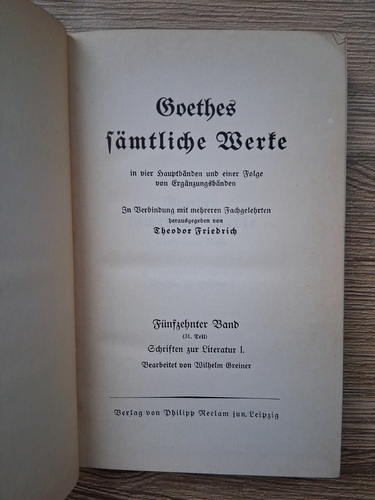 Goethes
sämtliche Werke
in vier Hauptbänden und einer Folge
von Ergänzungsbänden
In Verbindung mit mehreren Fachgelehrten
herausgegeben von
Theodor Friedrich
Fünfzehnter Band
(31. Teil)
Schriften zur Literatur I.
Bearbeitet von Wilhelm Greiner
Verlag von Philipp Reclam jun. Leipzig